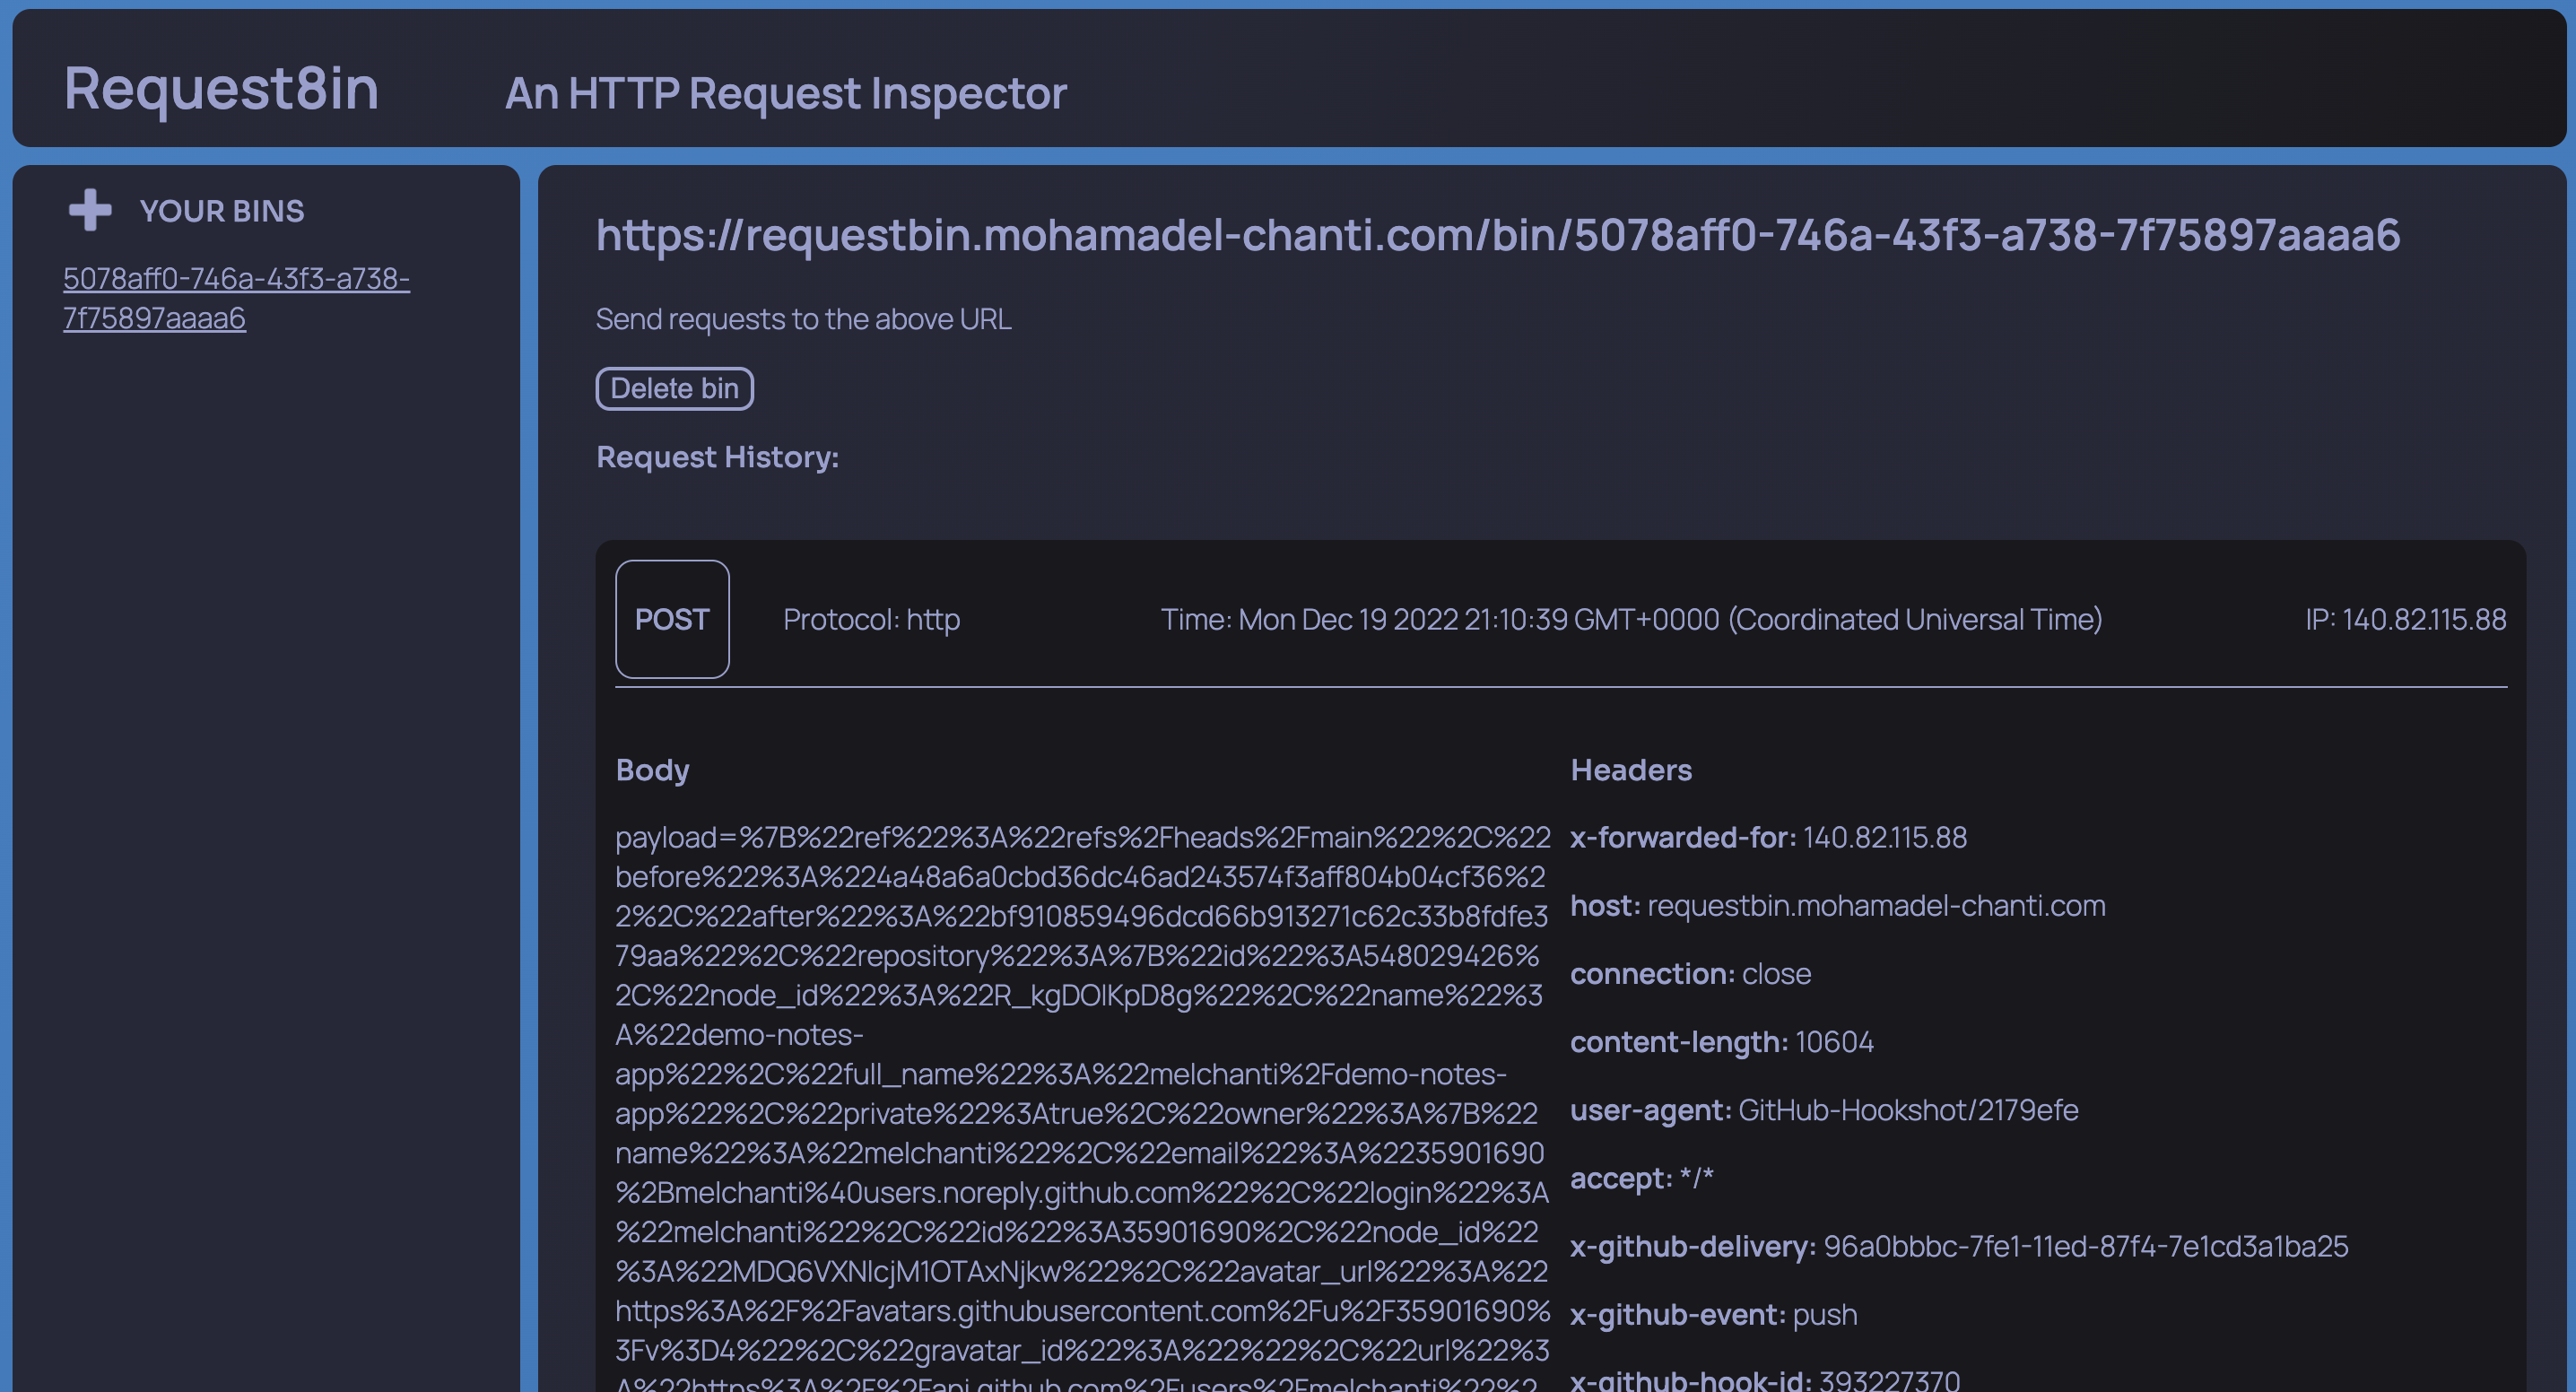 Request8in
An HTTP Request Inspector
YOUR BINS
5078aff0-746a-43f3-a738-
7f75897aaaa6
https://requestbin.mohamadel-chanti.com/bin/5078aff0-746a-43f3-a738-7f75897aaaa6
Send requests to the above URL
Delete bin
Request History:
POST
Protocol: http
Time: Mon Dec 19 2022 21:10:39 GMT+0000 (Coordinated Universal Time)
IP: 140.82.115.88
Body
payload=%7B%22ref%22%3A%22refs%2Fheads%2Fmain%22%2C%22
before%22%3A%224a48a6a0cbd36dc46ad243574f3aff804b04cf36%2
2%2C%22after%22%3A%22bf910859496dcd66b913271c62c33b8fdfe3
79aa%22%2C%22repository%22%3A%7B%22id%22%3A548029426%
2C%22node_id%22%3A%22R_kgDOIKpD8g%22%2C%22name%22%3
A%22demo-notes-
app%22%2C%22full_name%22%3A%22melchanti%2Fdemo-notes-
app%22%2C%22private%22%3Atrue%2C%22owner%22%3A%7B%22
name%22%3A%22melchanti%22%2C%22email%22%3A%2235901690
%2Bmelchanti%40users.noreply.github.com%22%2C%22login%22%3A
%22melchanti%22%2C%22id%22%3A35901690%2C%22node_id%22
%3A%22MDQ6VXNlcjM1OTAxNjkw%22%2C%22avatar_url%22%3A%22
https%3A%2F%2Favatars.githubusercontent.com%2Fu%2F35901690%
3Fv%3D4%22%2C%22gravatar_id%22%3A%22%22%2C%22url%22%3
A%22https%3A%2F%2Fapi.github.com%2Fusers%2Fmelchanti%22%2
Headers
x-forwarded-for: 140.82.115.88
host: requestbin.mohamadel-chanti.com
connection: close
content-length: 10604
user-agent: GitHub-Hookshot/2179efe
accept: */*
x-github-delivery: 96a0bbbc-7fe1-11ed-87f4-7e1cd3a1ba25
x-github-event: push
x-github-hook-id: 393227370